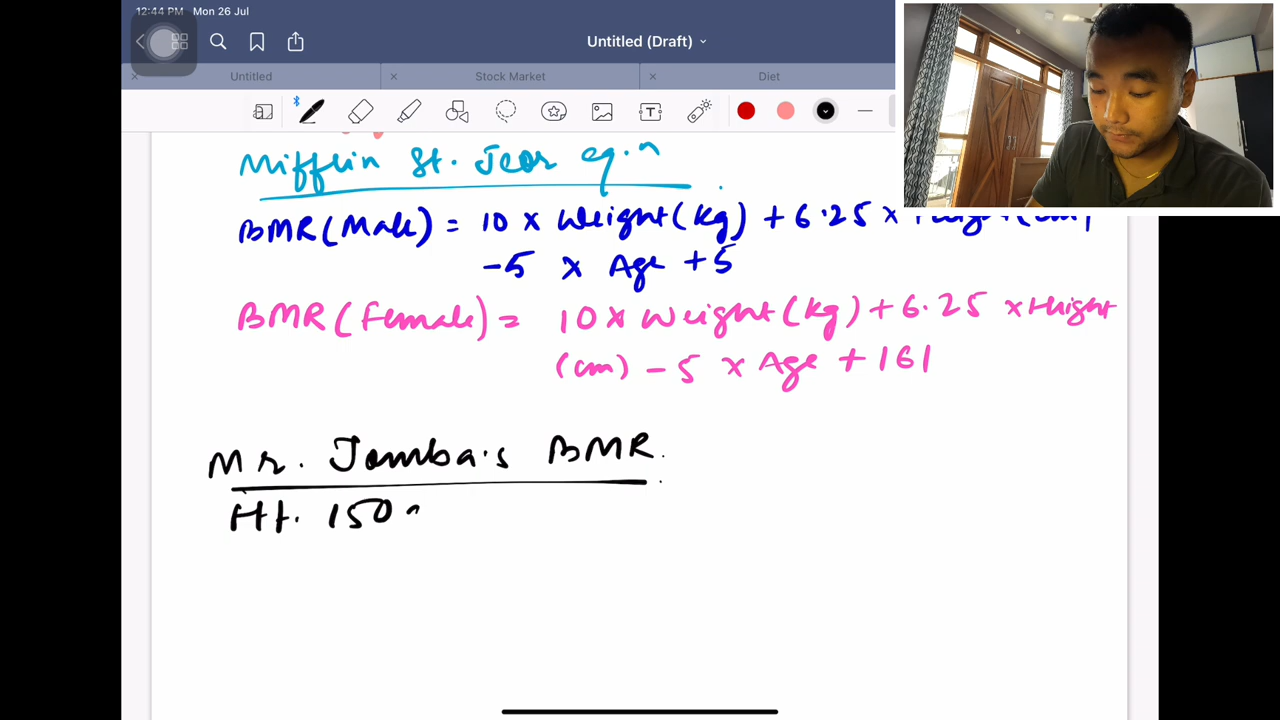 12:44 PM Mon 26 Jul
Untitled (Draft)
Untitled
Stock Market
Diet
Mifflin St. Jeor eq.n
BMR(Male) = 10 x Weight(kg) + 6.25 x Height(cm)
-5 x Age +5
BMR(Female) = 10 x Weight(kg) + 6.25 x Height
(cm) - 5 x Age + 161
Mr. Jamba's BMR.
Ht. 150